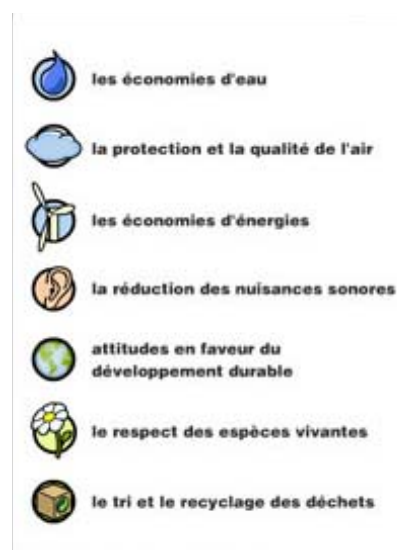 les économies d'eau
la protection et la qualité de l'air
les économies d'énergies
la réduction des nuisances sonores
attitudes en faveur du
développement durable
le respect des espèces vivantes
le tri et le recyclage des déchets